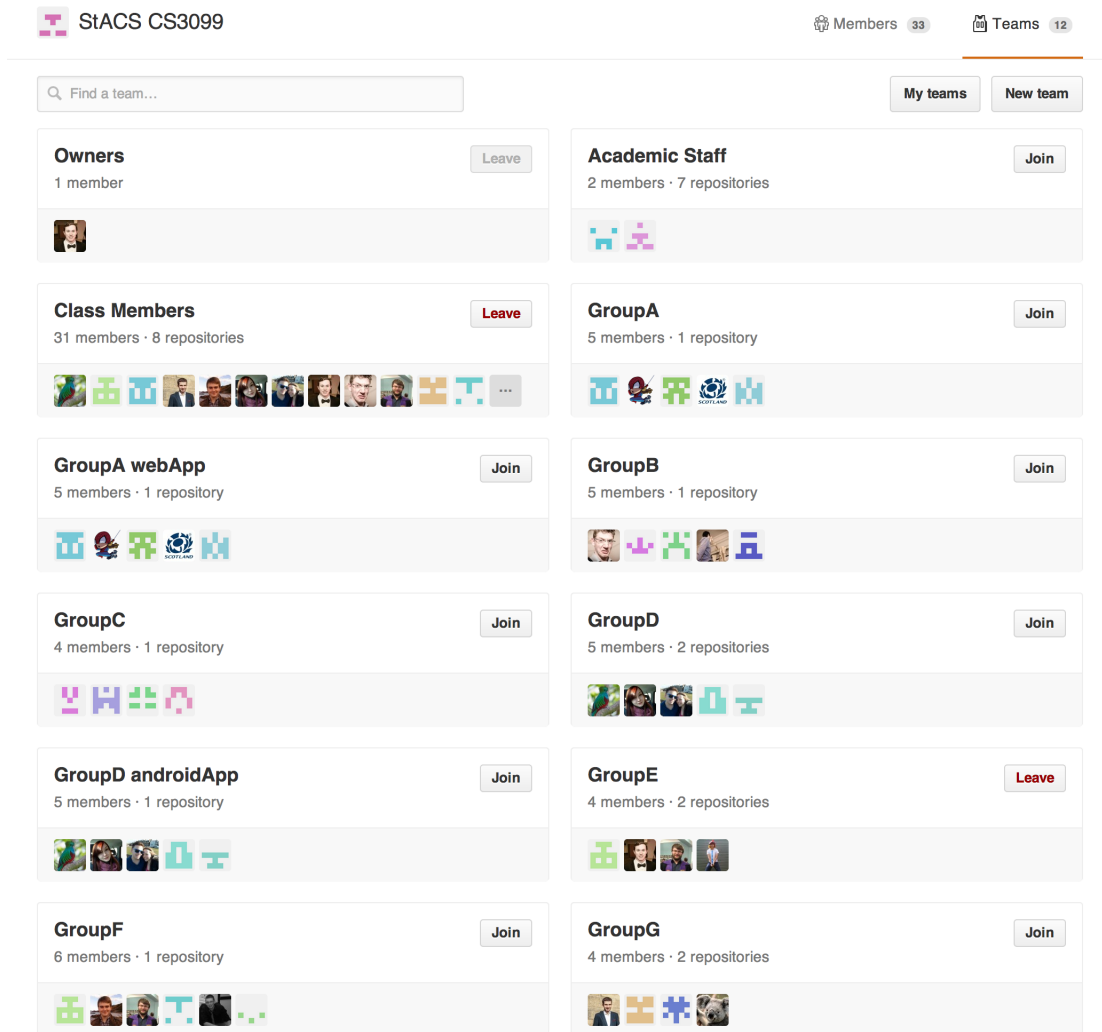 StACS CS3099
Members 33
Teams 12
Find a team...
My teams
New team
Owners
Leave
1 member
Academic Staff
Join
2 members · 7 repositories
Class Members
Leave
31 members · 8 repositories
...
GroupA
Join
5 members · 1 repository
SCOTLAND
GroupA webApp
Join
5 members · 1 repository
SCOTLAND
GroupB
Join
5 members · 1 repository
GroupC
Join
4 members · 1 repository
GroupD
Join
5 members · 2 repositories
GroupD androidApp
Join
5 members · 1 repository
GroupE
Leave
4 members · 2 repositories
GroupF
Join
6 members · 1 repository
GroupG
Join
4 members · 2 repositories